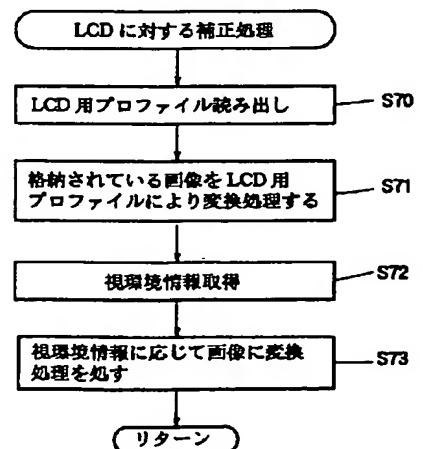 LCDに対する補正処理
LCD用プロファイル読み出し
S70
格納されている画像をLCD用
プロファイルにより変換処理する
S71
視環境情報取得
S72
視環境情報に応じて画像に変換
処理を処す
S73
リターン